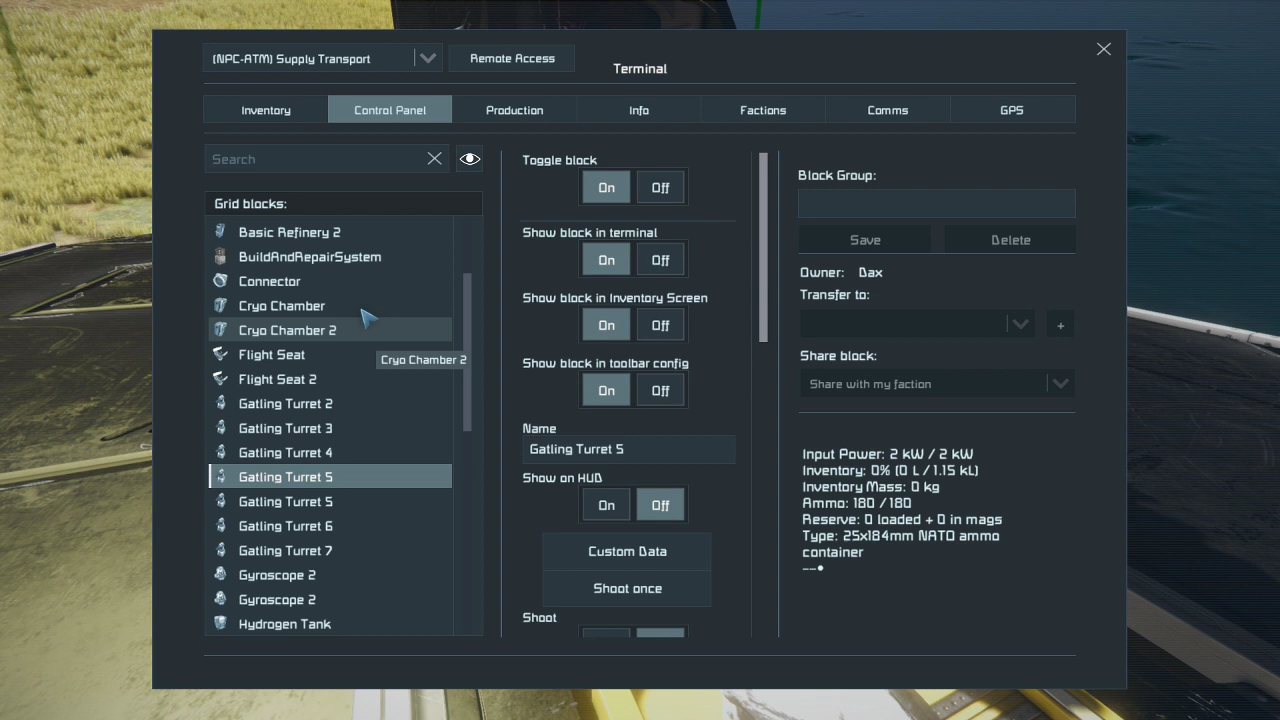 (NPC-ATM) Supply Transport
Remote Access
Terminal
Inventory
Control Panel
Production
Info
Factions
Comms
GPS
Search
Grid blocks:
Basic Refinery 2
BuildAndRepairSystem
Connector
Cryo Chamber
Cryo Chamber 2
Flight Seat
Cryo Chamber 2
Flight Seat 2
Gatling Turret 2
Gatling Turret 3
Gatling Turret 4
Gatling Turret 5
Gatling Turret 5
Gatling Turret 6
Gatling Turret 7
Gyroscope 2
Gyroscope 2
Hydrogen Tank
Toggle block
On Off
Show block in terminal
On Off
Show block in Inventory Screen
On Off
Show block in toolbar config
On Off
Name
Gatling Turret 5
Show on HUD
On Off
Custom Data
Shoot once
Shoot
Block Group:
Save
Delete
Owner: Dax
Transfer to:
+
Share block:
Share with my faction
Input Power: 2 kW / 2 kW
Inventory: 0% (0 L / 1.15 kL)
Inventory Mass: 0 kg
Ammo: 180 / 180
Reserve: 0 loaded + 0 in mags
Type: 25x184mm NATO ammo
container
--•